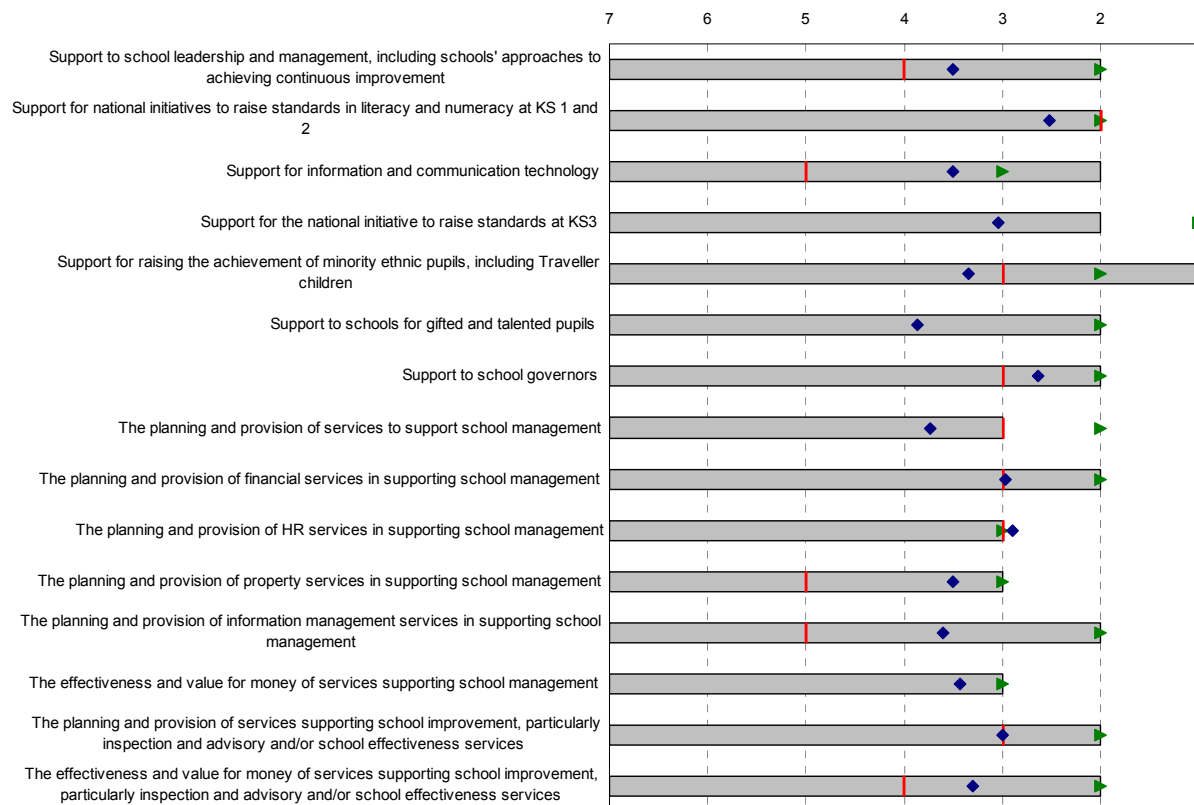 7 6 5 4 3 2
Support to school leadership and management, including schools' approaches to
achieving continuous improvement
Support for national initiatives to raise standards in literacy and numeracy at KS 1 and
2
Support for information and communication technology
Support for the national initiative to raise standards at KS3
Support for raising the achievement of minority ethnic pupils, including Traveller
children
Support to schools for gifted and talented pupils
Support to school governors
The planning and provision of services to support school management
The planning and provision of financial services in supporting school management
The planning and provision of HR services in supporting school management
The planning and provision of property services in supporting school management
The planning and provision of information management services in supporting school
management
The effectiveness and value for money of services supporting school management
The planning and provision of services supporting school improvement, particularly
inspection and advisory and/or school effectiveness services
The effectiveness and value for money of services supporting school improvement,
particularly inspection and advisory and/or school effectiveness services